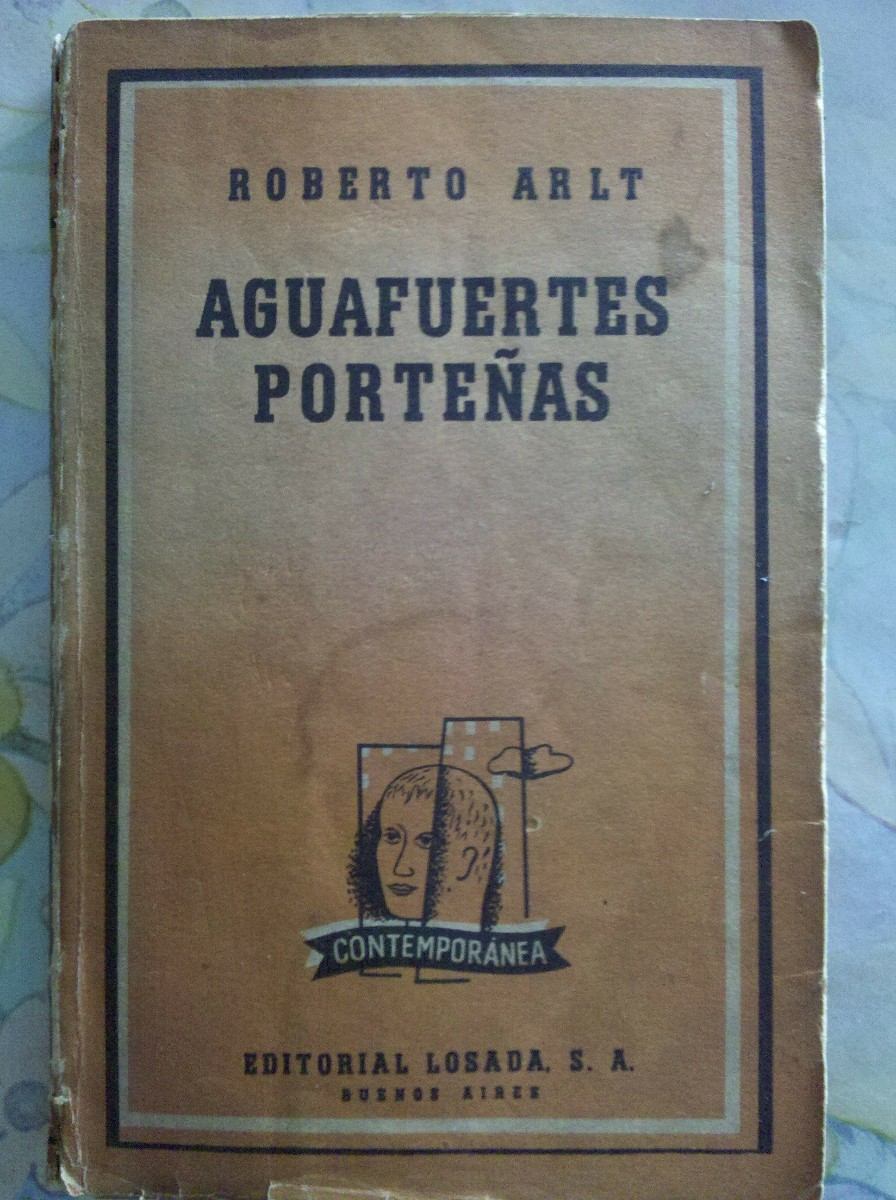 ROBERTO ARLT
AGUAFUERTES
PORTEÑAS
CONTEMPORÁNEA
EDITORIAL LOSADA, S. A.
BUENOS AIRES